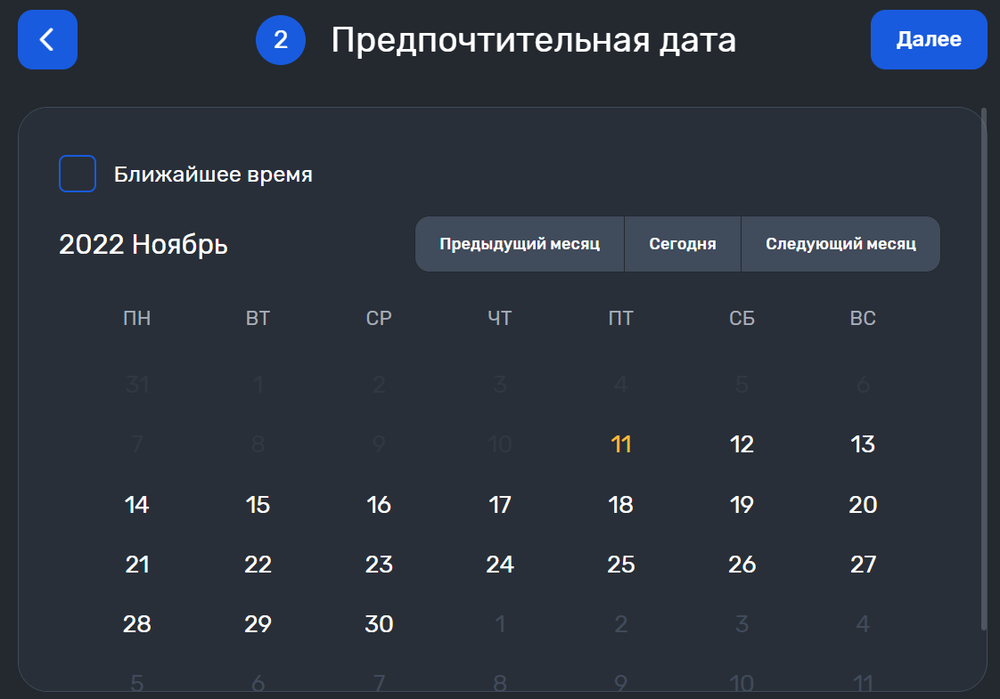 2 Предпочтительная дата Далее
Ближайшее время
2022 Ноябрь Предыдущий месяц Сегодня Следующий месяц
ПН ВТ СР ЧТ ПТ СБ ВС
31 1 2 3 4 5 6
7 8 9 10 11 12 13
14 15 16 17 18 19 20
21 22 23 24 25 26 27
28 29 30 1 2 3 4
5 6 7 8 9 10 11